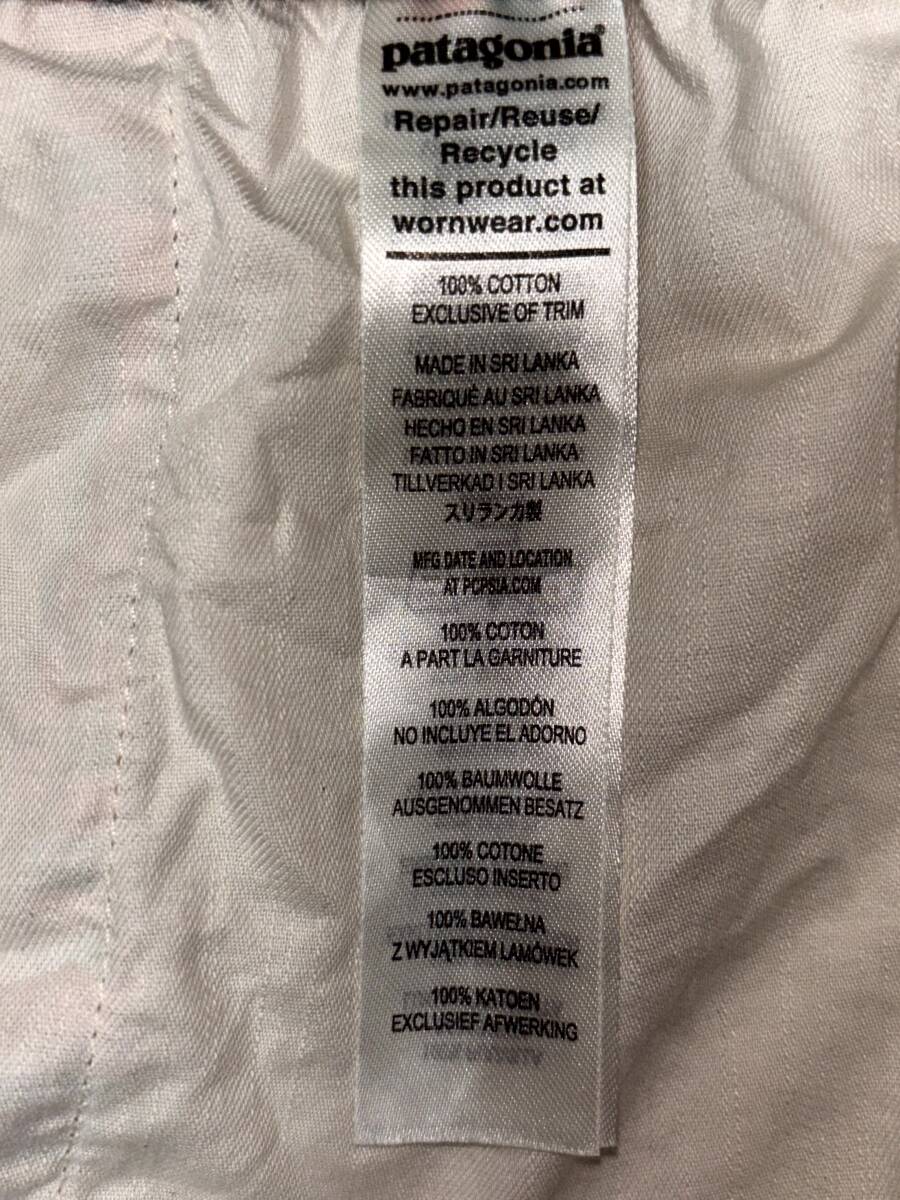 patagonia®
www.patagonia.com
Repair/Reuse/
Recycle
this product at
wornwear.com
100% COTTON
EXCLUSIVE OF TRIM
MADE IN SRI LANKA
FABRIQUÉ AU SRI LANKA
HECHO EN SRI LANKA
FATTO IN SRI LANKA
TILLVERKAD I SRI LANKA
スリランカ製
MFG DATE AND LOCATION
AT PCPSIA.COM
100% COTON
A PART LA GARNITURE
100% ALGODÓN
NO INCLUYE EL ADORNO
100% BAUMWOLLE
AUSGENOMMEN BESATZ
100% COTONE
ESCLUSO INSERTO
100% BAWEŁNA
Z WYJĄTKIEM LAMÓWEK
100% KATOEN
EXCLUSIEF AFWERKING